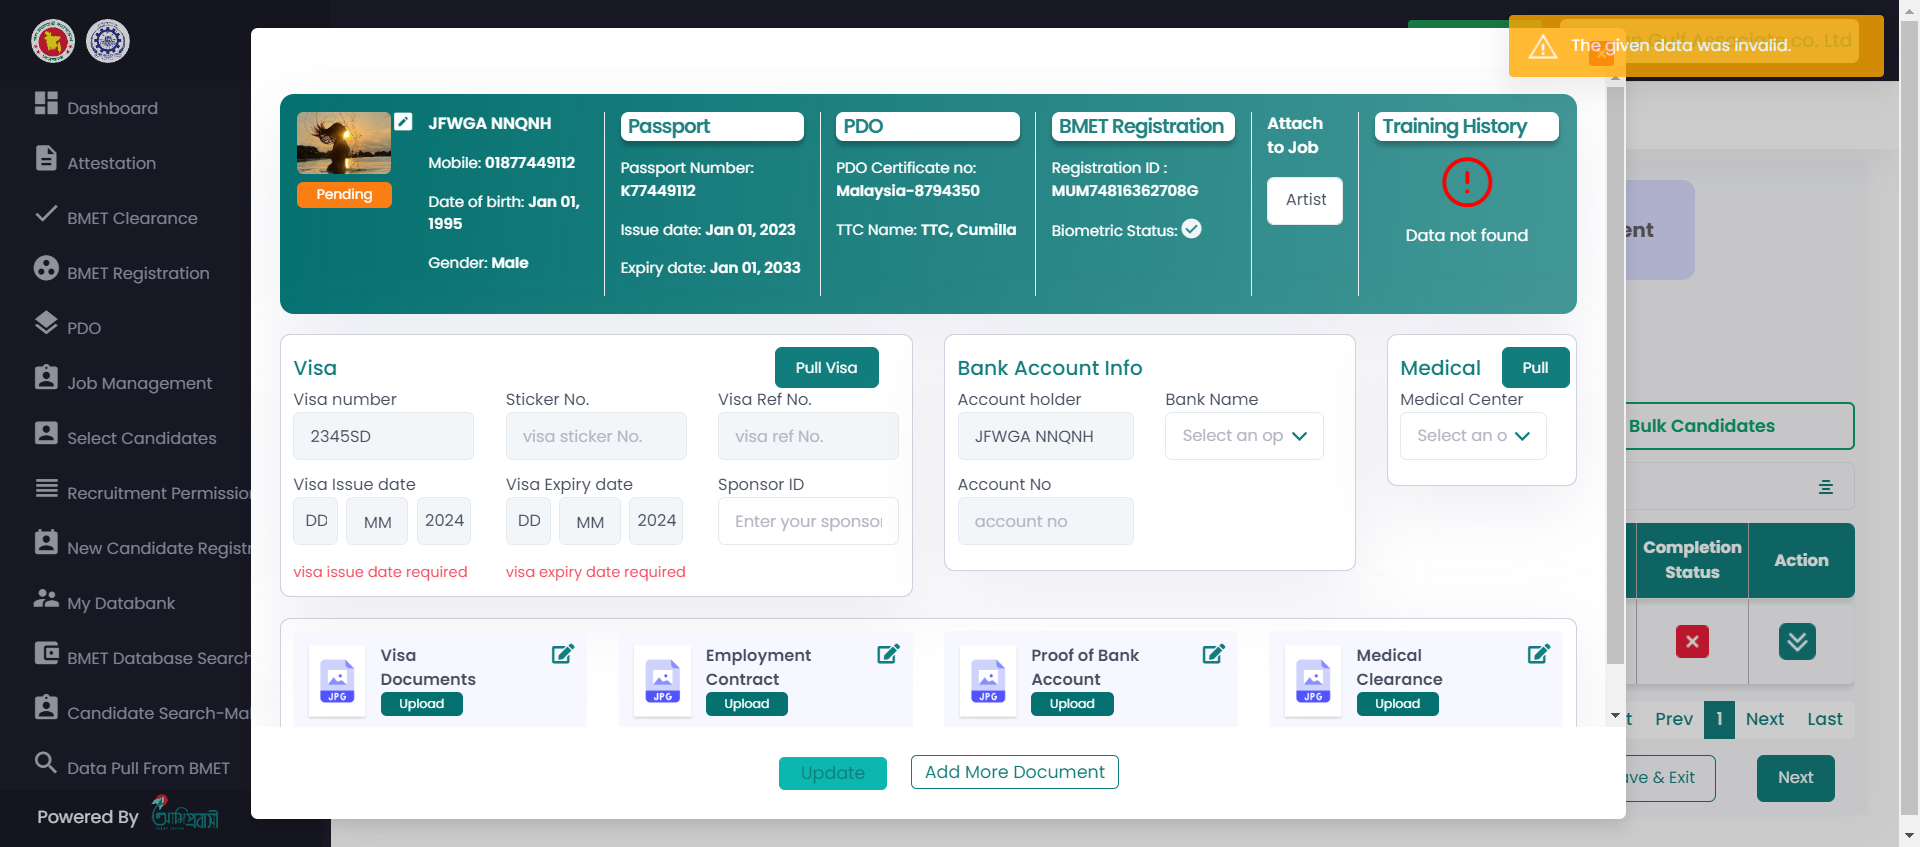 Dashboard
Attestation
BMET Clearance
BMET Registration
PDO
Job Management
Select Candidates
Recruitment Permission
New Candidate Registr
My Databank
BMET Database Search
Candidate Search-Mal
Data Pull From BMET
Powered By
আমি প্রবাসী
The given data was invalid.
Gulf Associate co. Ltd
Pending
JFWGA NNQNH
Mobile: 01877449112
Date of birth: Jan 01,
1995
Gender: Male
Passport
Passport Number:
K77449112
Issue date: Jan 01, 2023
Expiry date: Jan 01, 2033
PDO
PDO Certificate no:
Malaysia-8794350
TTC Name: TTC, Cumilla
BMET Registration
Registration ID :
MUM74816362708G
Biometric Status:
Attach
to Job
Artist
Training History
Data not found
Visa
Pull Visa
Visa number
Sticker No.
Visa Ref No.
2345SD
visa sticker No.
visa ref No.
Visa Issue date
Visa Expiry date
Sponsor ID
DD
MM
2024
DD
MM
2024
Enter your sponsor
visa issue date required
visa expiry date required
Bank Account Info
Account holder
Bank Name
JFWGA NNQNH
Select an op
Account No
account no
Medical
Pull
Medical Center
Select an o
Visa
Documents
Upload
JPG
Employment
Contract
Upload
JPG
Proof of Bank
Account
Upload
JPG
Medical
Clearance
Upload
JPG
Update
Add More Document
ent
Bulk Candidates
Completion
Status
Action
t
Prev
1
Next
Last
ve & Exit
Next